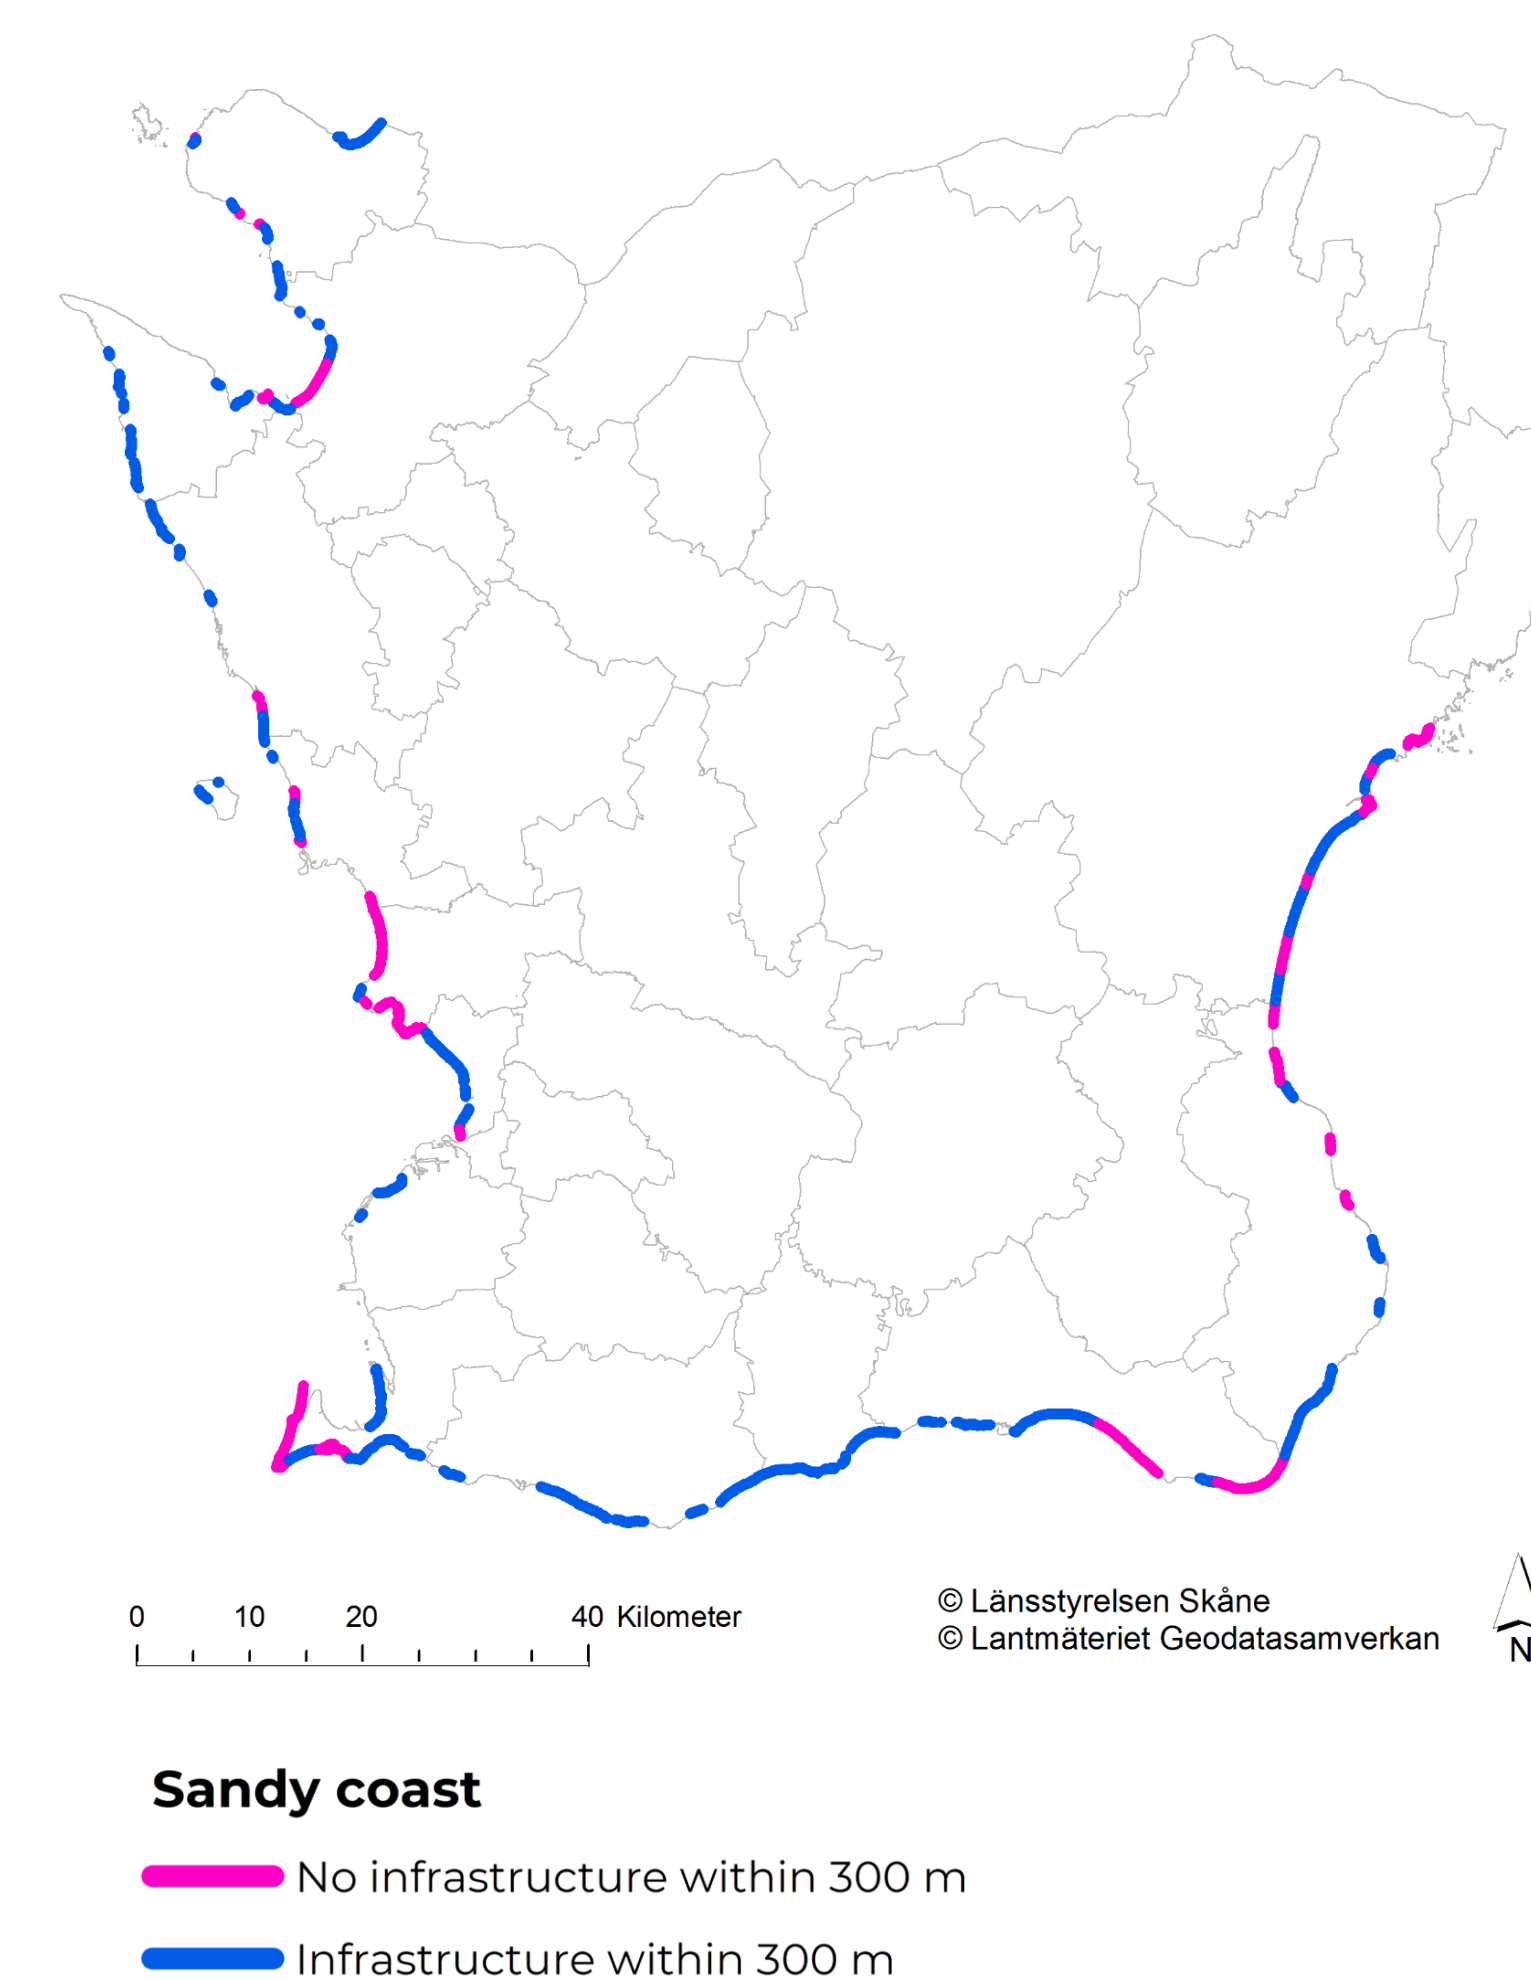 0 10 20 40 Kilometer
© Länsstyrelsen Skåne
© Lantmäteriet Geodatasamverkan
N
Sandy coast
No infrastructure within 300 m
Infrastructure within 300 m